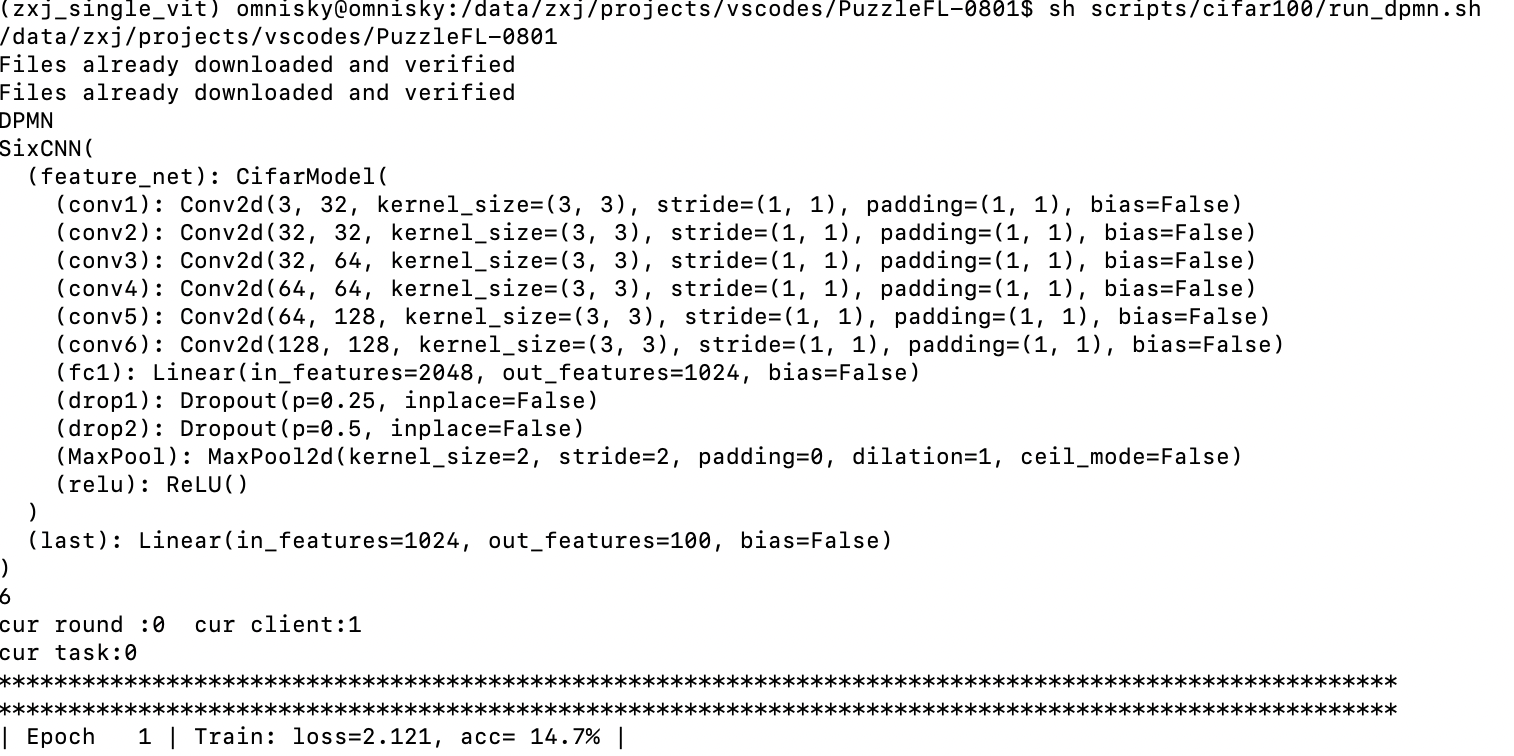 (zxj_single_vit) omnisky@omnisky:/data/zxj/projects/vscodes/PuzzleFL-0801$ sh scripts/cifar100/run_dpmn.sh
/data/zxj/projects/vscodes/PuzzleFL-0801
Files already downloaded and verified
Files already downloaded and verified
DPMN
SixCNN(
  (feature_net): CifarModel(
    (conv1): Conv2d(3, 32, kernel_size=(3, 3), stride=(1, 1), padding=(1, 1), bias=False)
    (conv2): Conv2d(32, 32, kernel_size=(3, 3), stride=(1, 1), padding=(1, 1), bias=False)
    (conv3): Conv2d(32, 64, kernel_size=(3, 3), stride=(1, 1), padding=(1, 1), bias=False)
    (conv4): Conv2d(64, 64, kernel_size=(3, 3), stride=(1, 1), padding=(1, 1), bias=False)
    (conv5): Conv2d(64, 128, kernel_size=(3, 3), stride=(1, 1), padding=(1, 1), bias=False)
    (conv6): Conv2d(128, 128, kernel_size=(3, 3), stride=(1, 1), padding=(1, 1), bias=False)
    (fc1): Linear(in_features=2048, out_features=1024, bias=False)
    (drop1): Dropout(p=0.25, inplace=False)
    (drop2): Dropout(p=0.5, inplace=False)
    (MaxPool): MaxPool2d(kernel_size=2, stride=2, padding=0, dilation=1, ceil_mode=False)
    (relu): ReLU()
  )
  (last): Linear(in_features=1024, out_features=100, bias=False)
)
6
cur round :0  cur client:1
cur task:0
****************************************************************************************************
****************************************************************************************************
| Epoch   1 | Train: loss=2.121, acc= 14.7% |